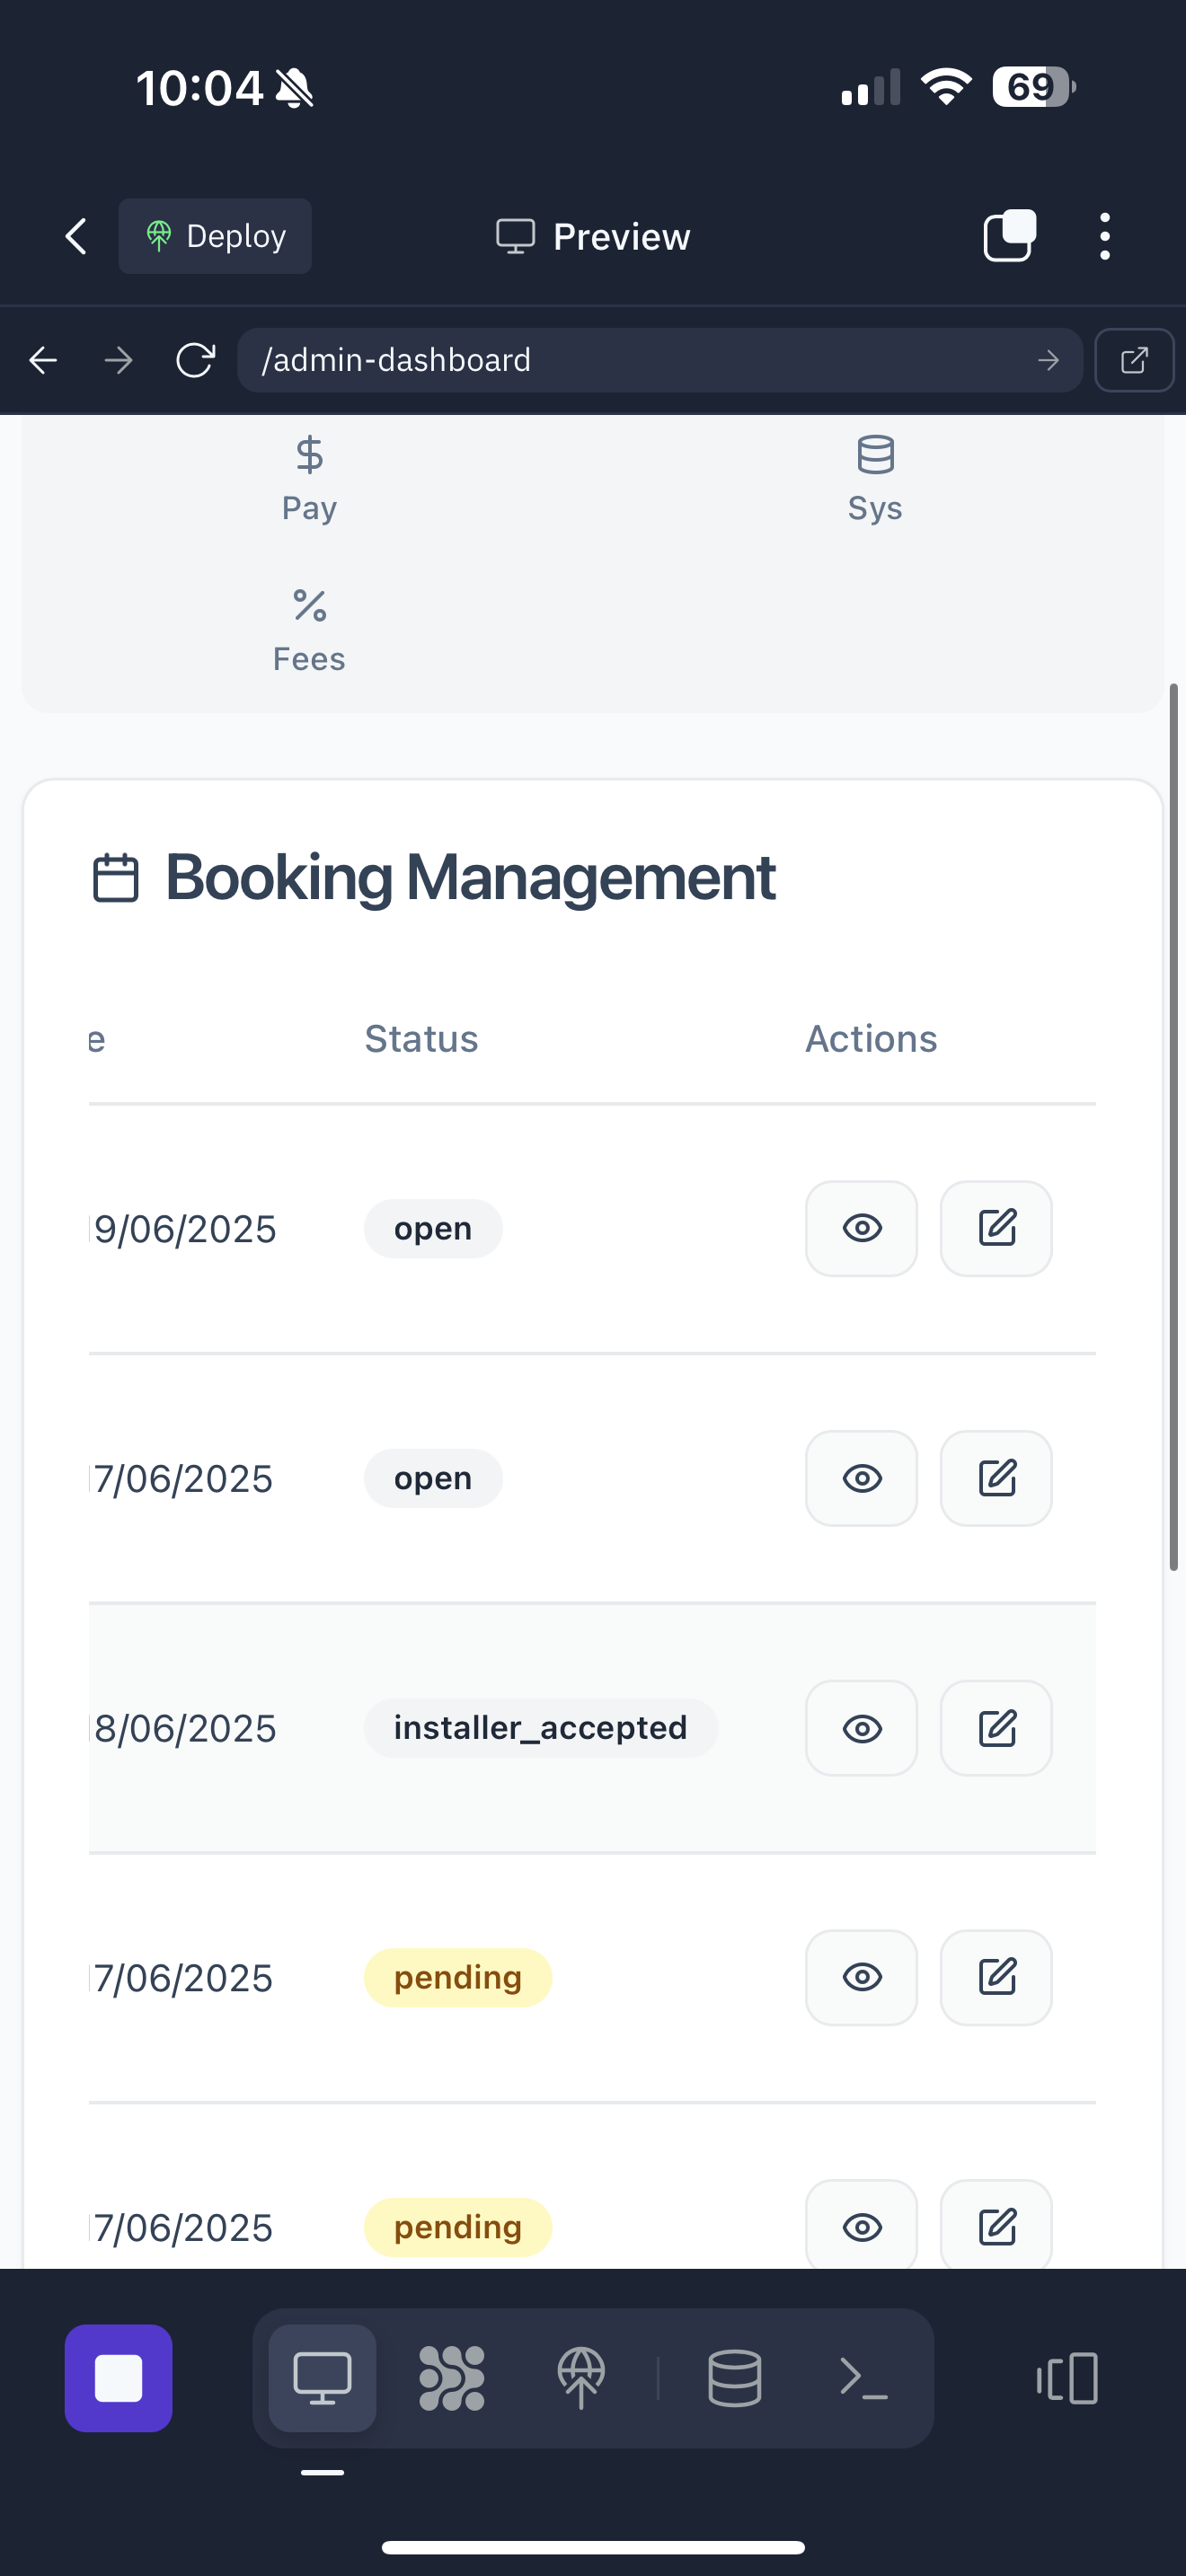 10:04
69
Deploy
Preview
/admin-dashboard
Pay
Sys
Fees
Booking Management
e Status Actions
9/06/2025 open
7/06/2025 open
8/06/2025 installer_accepted
7/06/2025 pending
7/06/2025 pending